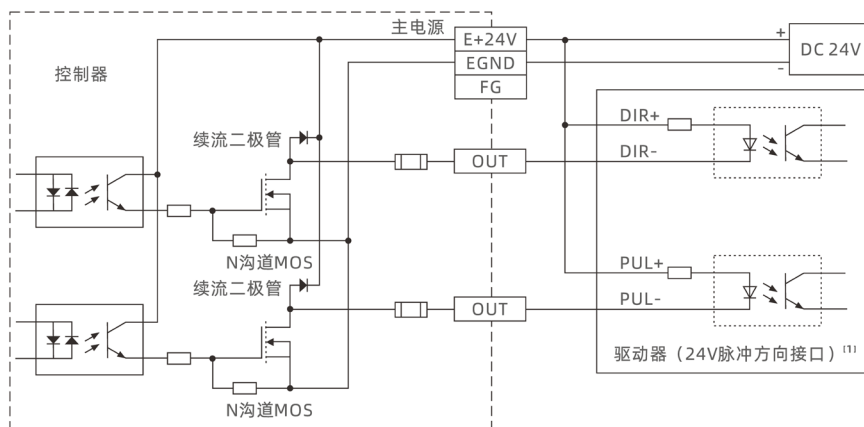 主电源
E+24V
+
DC 24V
控制器
EGND
-
FG
续流二极管
DIR+
OUT
DIR-
N沟道MOS
续流二极管
PUL+
OUT
PUL-
驱动器（24V脉冲方向接口）[1]
N沟道MOS